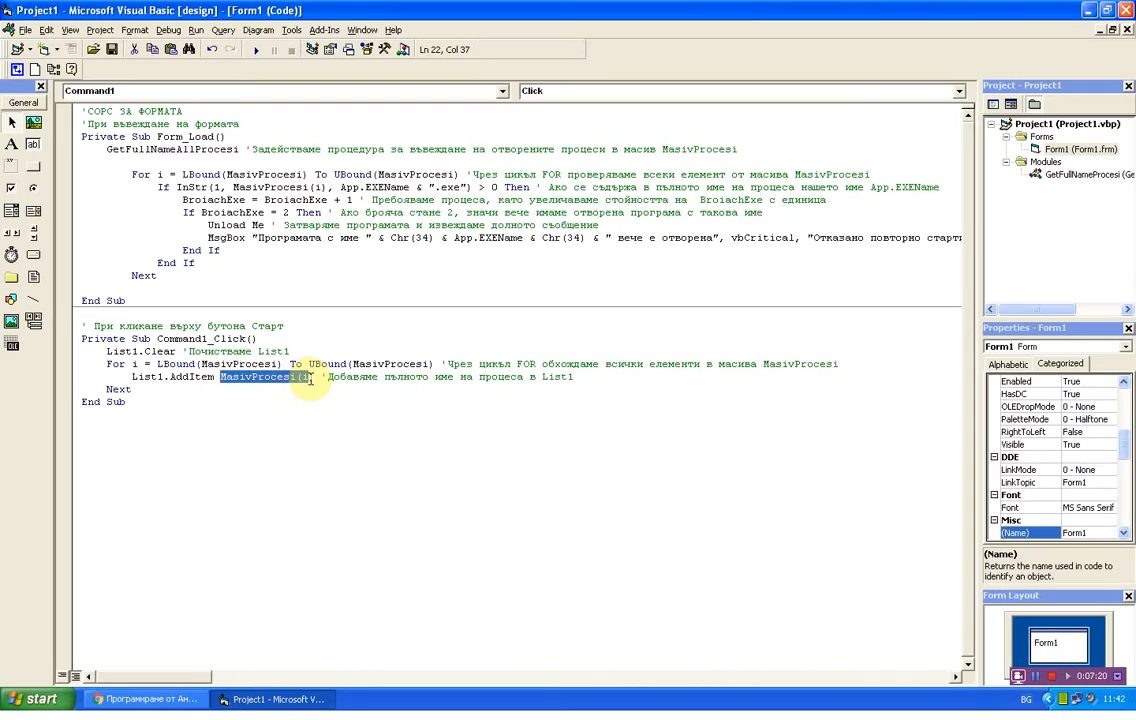 Project1 - Microsoft Visual Basic [design] - [Form1 (Code)]
File Edit View Project Format Debug Run Query Diagram Tools Add-Ins Window Help
Ln 22, Col 37
General
Command1
Click
'СОРС ЗА ФОРМАТА
'При въвеждане на формата
Private Sub Form_Load()
GetFullNameAllProcesi 'Задействаме процедура за въвеждане на отворените процеси в масив MasivProcesi
For i = LBound(MasivProcesi) To UBound(MasivProcesi) 'Чрез цикъл FOR проверяваме всеки елемент от масива MasivProcesi
If InStr(1, MasivProcesi(i), App.EXEName & ".exe") > 0 Then ' Ако се съдържа в пълното име на процеса нашето име App.EXEName
BroiachExe = BroiachExe + 1 ' Пребояваме процеса, като увеличаваме стойността на  BroiachExe с единица
If BroiachExe = 2 Then ' Ако брояча стане 2, значи вече имаме отворена програма с такова име
Unload Me ' Затваряме програмата и извеждаме долното съобщение
MsgBox "Програмата с име " & Chr(34) & App.EXEName & Chr(34) & " вече е отворена", vbCritical, "Отказано повторно старти
End If
End If
Next
End Sub
' При кликане върху бутона Старт
Private Sub Command1_Click()
List1.Clear 'Почистваме List1
For i = LBound(MasivProcesi) To UBound(MasivProcesi) 'Чрез цикъл FOR обхождаме всички елементи в масива MasivProcesi
List1.AddItem MasivProcesi(i) 'Добавяме пълното име на процеса в List1
Next
End Sub
Project - Project1
Project1 (Project1.vbp)
Forms
Form1 (Form1.frm)
Modules
GetFullNameProcesi (Ge
Properties - Form1
Form1 Form
Alphabetic Categorized
Enabled True
HasDC True
OLEDropMode 0 - None
PaletteMode 0 - Halftone
RightToLeft False
Visible True
DDE
LinkMode 0 - None
LinkTopic Form1
Font
Font MS Sans Serif
Misc
(Name) Form1
(Name)
Returns the name used in code to
identify an object.
Form Layout
Form1
0:07:20
start
Програмиране от Ан...
Project1 - Microsoft V...
BG
11:42